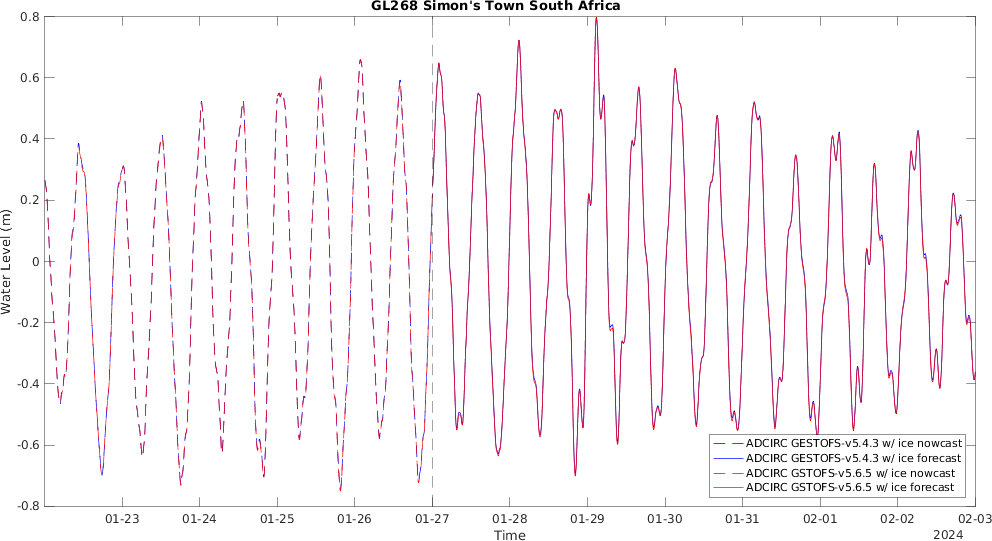 GL268 Simon's Town South Africa
0.8
0.6
0.4
0.2
0
-0.2
-0.4
-0.6
-0.8
Water Level (m)
ADCIRC GESTOFS-v5.4.3 w/ ice nowcast
ADCIRC GESTOFS-v5.4.3 w/ ice forecast
ADCIRC GSTOFS-v5.6.5 w/ ice nowcast
ADCIRC GSTOFS-v5.6.5 w/ ice forecast
01-23 01-24 01-25 01-26 01-27 01-28 01-29 01-30 01-31 02-01 02-02 02-03
Time
2024